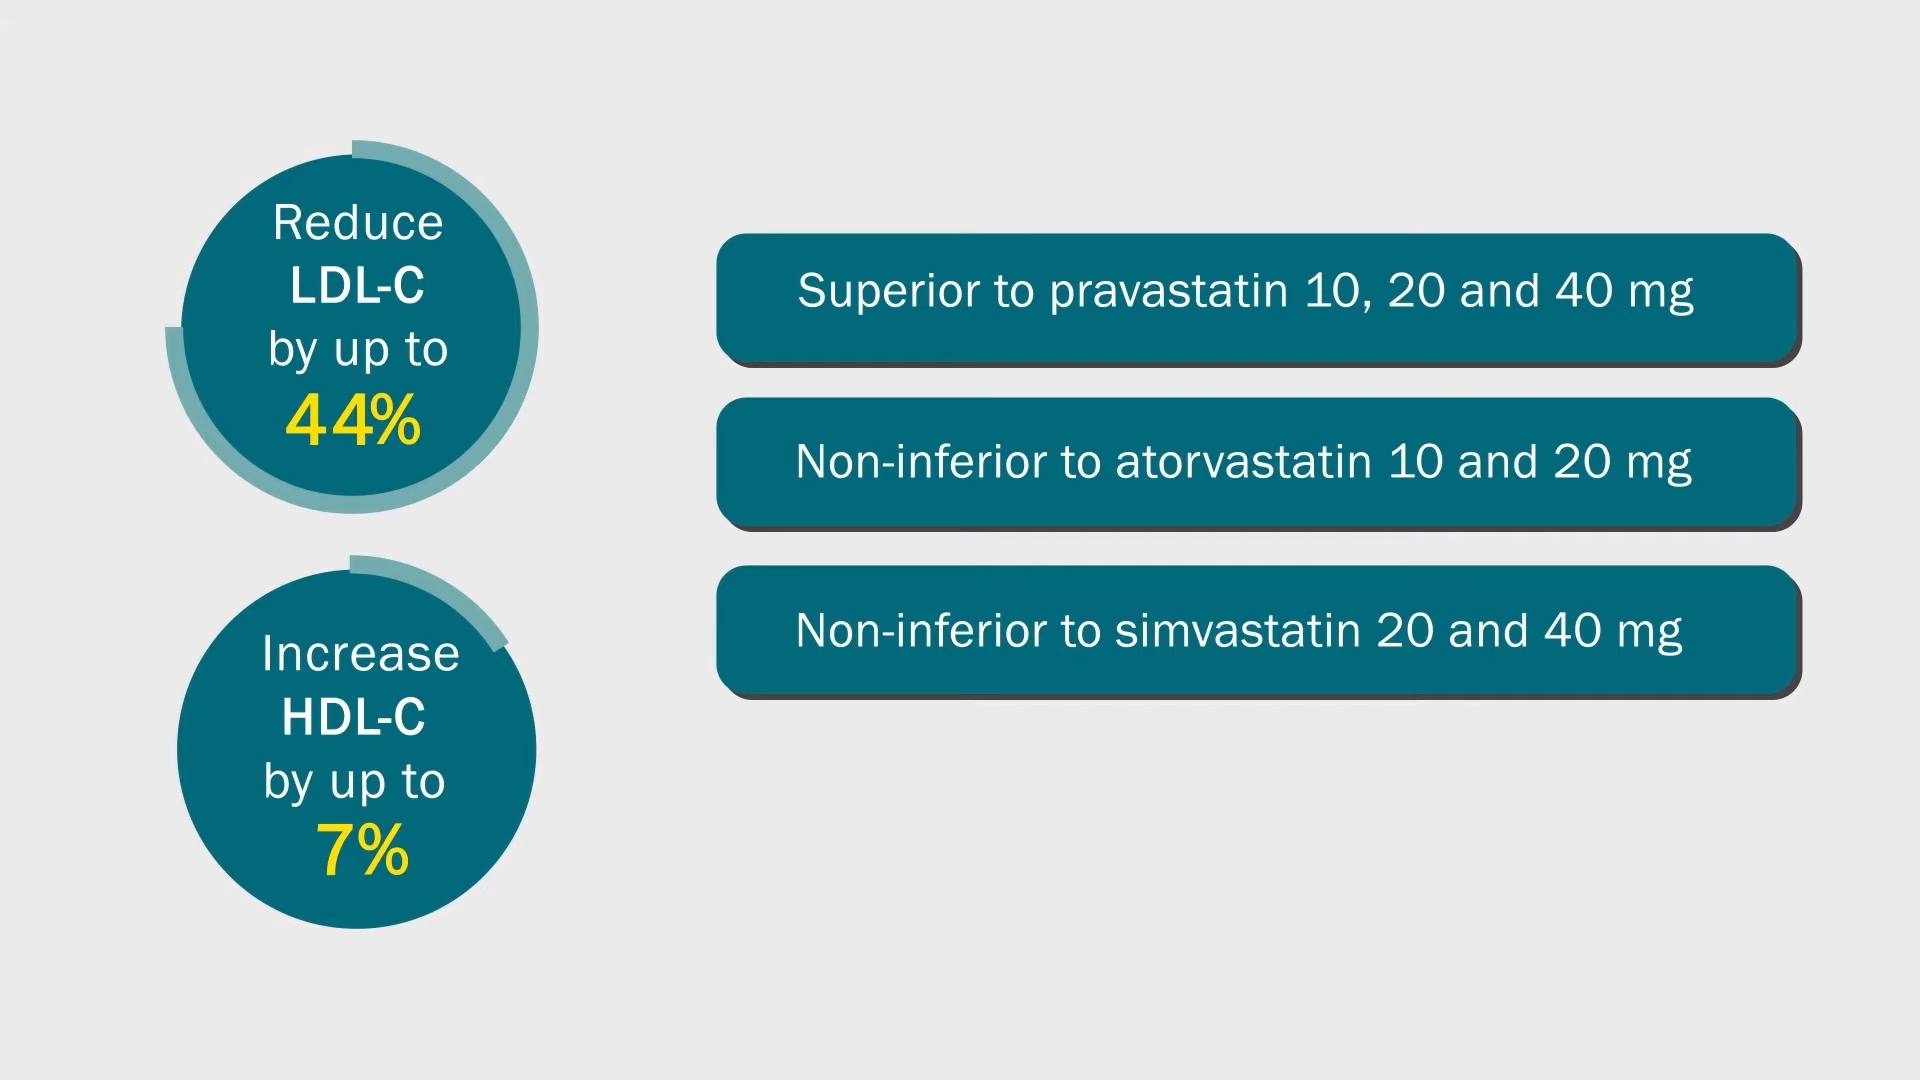 Reduce
LDL-C
by up to
44%
Increase
HDL-C
by up to
7%
Superior to pravastatin 10, 20 and 40 mg
Non-inferior to atorvastatin 10 and 20 mg
Non-inferior to simvastatin 20 and 40 mg